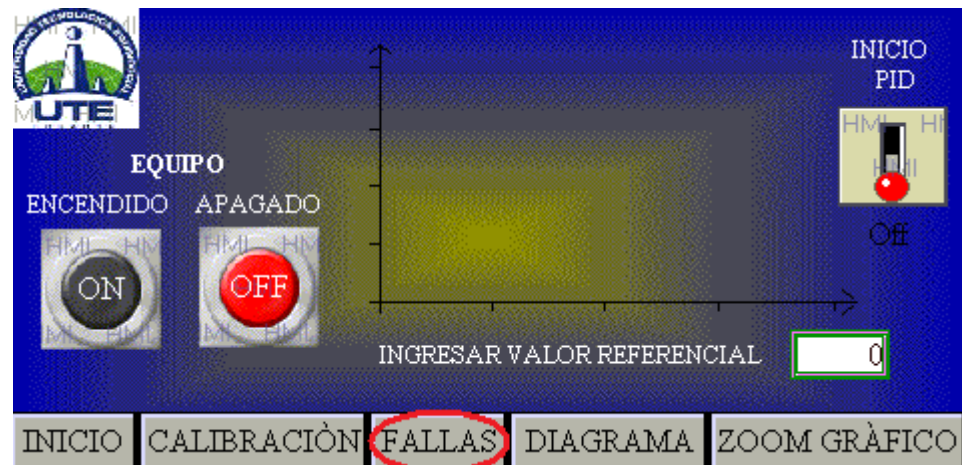 UTE
INICIO
PID
EQUIPO
ENCENDIDO APAGADO
ON OFF
Off
INGRESAR VALOR REFERENCIAL 0
INICIO CALIBRACIÒN FALLAS DIAGRAMA ZOOM GRÀFICO